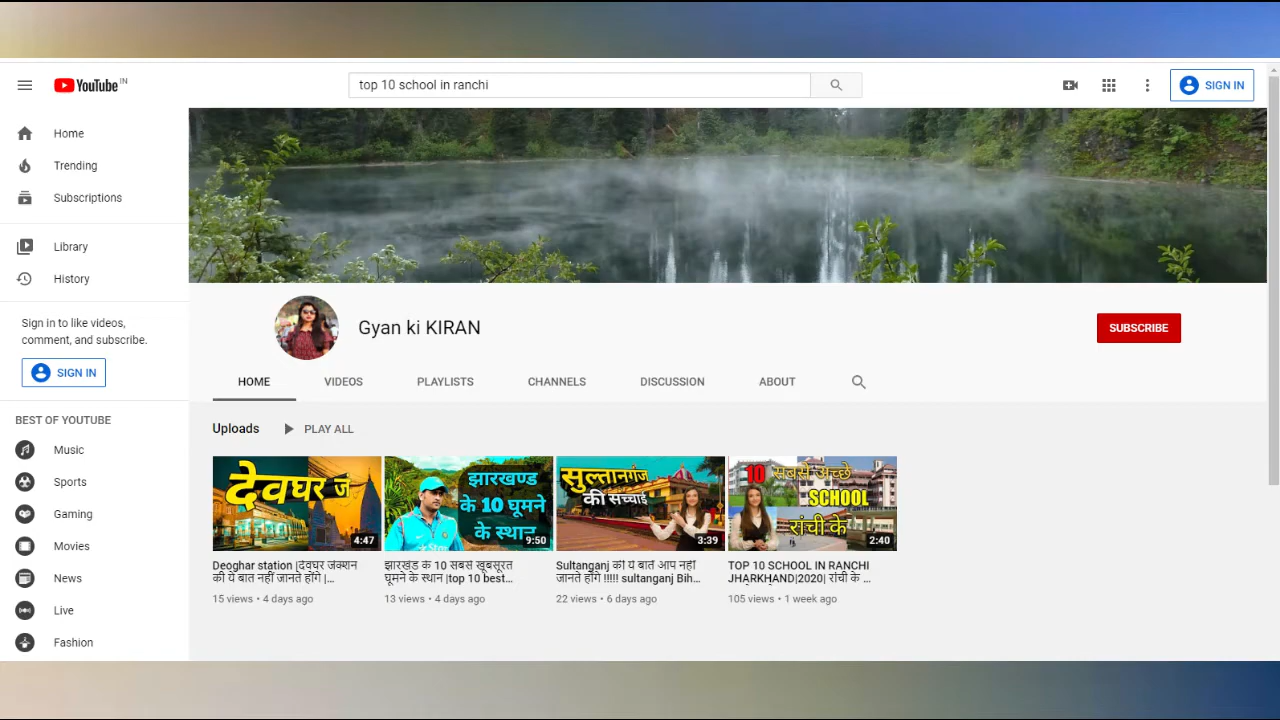 YouTube IN
top 10 school in ranchi
SIGN IN
Home
Trending
Subscriptions
Library
History
Sign in to like videos,
comment, and subscribe.
SIGN IN
BEST OF YOUTUBE
Music
Sports
Gaming
Movies
News
Live
Fashion
Gyan ki KIRAN
SUBSCRIBE
HOME
VIDEOS
PLAYLISTS
CHANNELS
DISCUSSION
ABOUT
Uploads
PLAY ALL
देवघर ज
4:47
Deoghar station |देवघर जंक्शन
की ये बात नहीं जानते होंगे |...
15 views • 4 days ago
झारखण्ड
के 10 घूमने
के स्थान
9:50
झारखंड के 10 सबसे खूबसूरत
घूमने के स्थान |top 10 best...
13 views • 4 days ago
सुल्तानगंज
की सच्चाई
3:39
Sultanganj की ये बातें आप नहीं
जानते होंगे !!!!! sultanganj Bih...
22 views • 6 days ago
10 सबसे अच्छे
SCHOOL
रांची के
2:40
TOP 10 SCHOOL IN RANCHI
JHARKHAND|2020| रांची के ...
105 views • 1 week ago